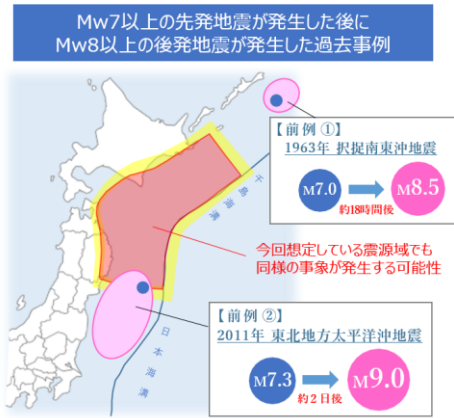 Mw7以上の先発地震が発生した後に
Mw8以上の後発地震が発生した過去事例
【前例①】
1963年 択捉南東沖地震
M7.0
M8.5
約18時間後
千島海溝
今回想定している震源域でも
同様の事象が発生する可能性
【前例②】
2011年 東北地方太平洋沖地震
M7.3
M9.0
約2日後
日本海溝